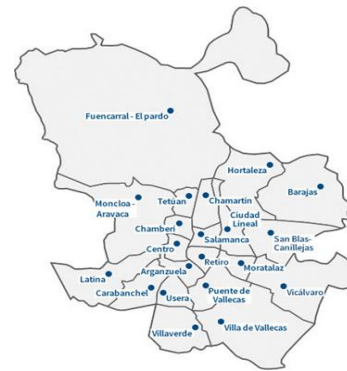 Fuencarral - El pardo
Hortaleza
Barajas
Moncloa -
Aravaca
Tetúan
Chamartín
Ciudad
Líneal
Chamberí
Salamanca
San Blas-
Canillejas
Centro
Retiro
Moratalaz
Arganzuela
Latina
Carabanchel
Usera
Puente de
Vallecas
Vicálvaro
Villaverde
Villa de Vallecas